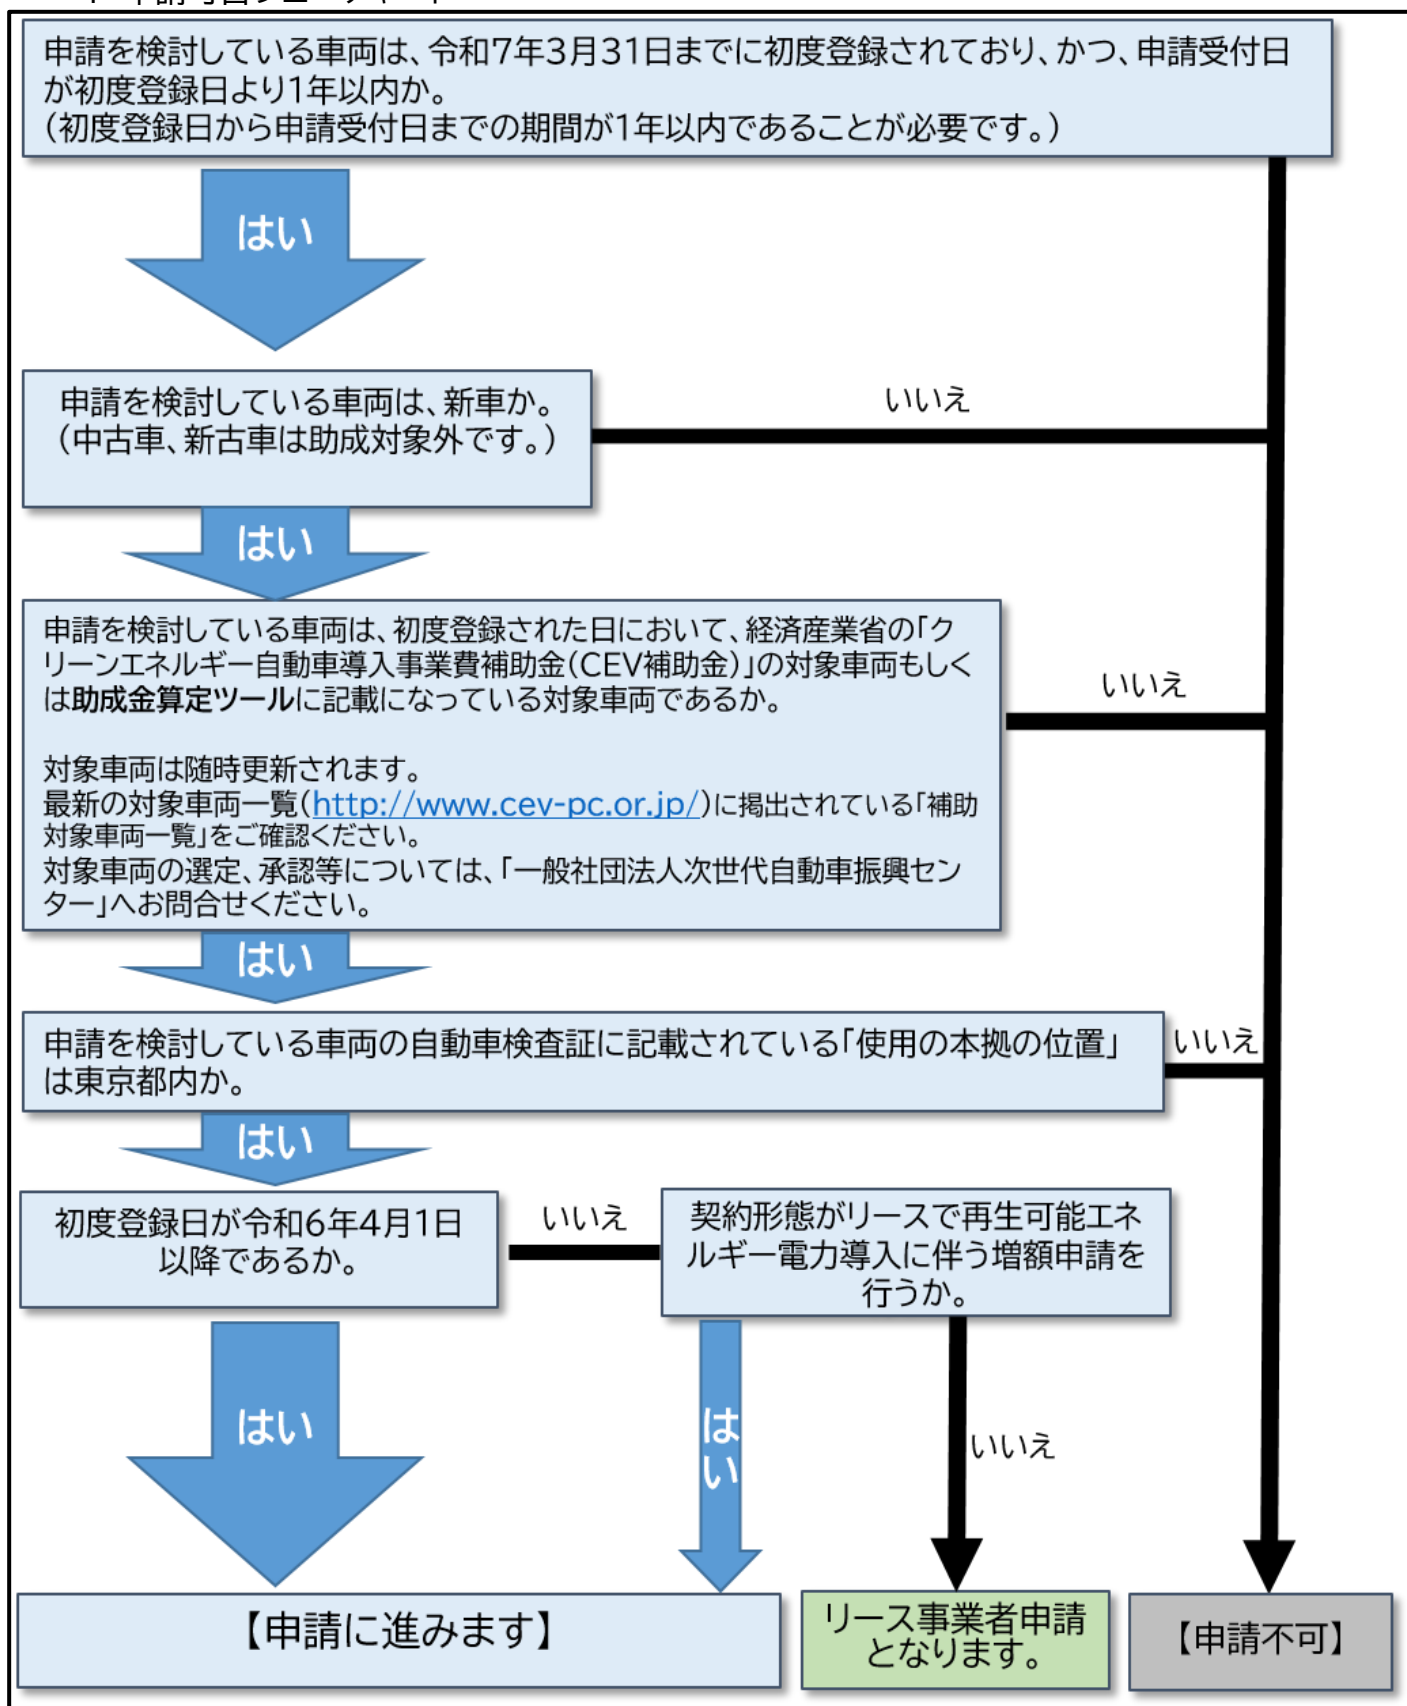 申請を検討している車両は、令和7年3月31日までに初度登録されており、かつ、申請受付日
が初度登録日より1年以内か。
(初度登録日から申請受付日までの期間が1年以内であることが必要です。)
はい
申請を検討している車両は、新車か。
(中古車、新古車は助成対象外です。)
いいえ
はい
申請を検討している車両は、初度登録された日において、経済産業省の「ク
リーンエネルギー自動車導入事業費補助金(CEV補助金)」の対象車両もしく
は助成金算定ツールに記載になっている対象車両であるか。
いいえ
対象車両は随時更新されます。
最新の対象車両一覧(http://www.cev-pc.or.jp/)に掲出されている「補助
対象車両一覧」をご確認ください。
対象車両の選定、承認等については、「一般社団法人次世代自動車振興セン
ター」へお問合せください。
はい
申請を検討している車両の自動車検査証に記載されている「使用の本拠の位置」
は東京都内か。
いいえ
はい
初度登録日が令和6年4月1日
以降であるか。
いいえ
契約形態がリースで再生可能エネ
ルギー電力導入に伴う増額申請を
行うか。
はい
はい
いいえ
【申請に進みます】
リース事業者申請
となります。
【申請不可】